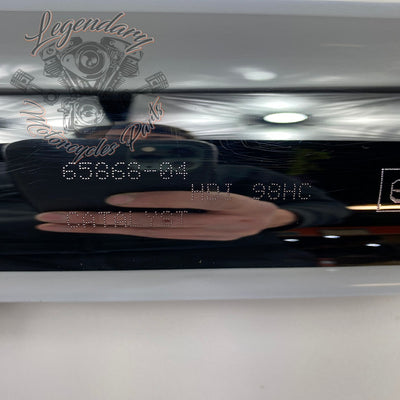 Legendary
Motorcycles Parts
65868-04
HDI 98HC
CATALYST